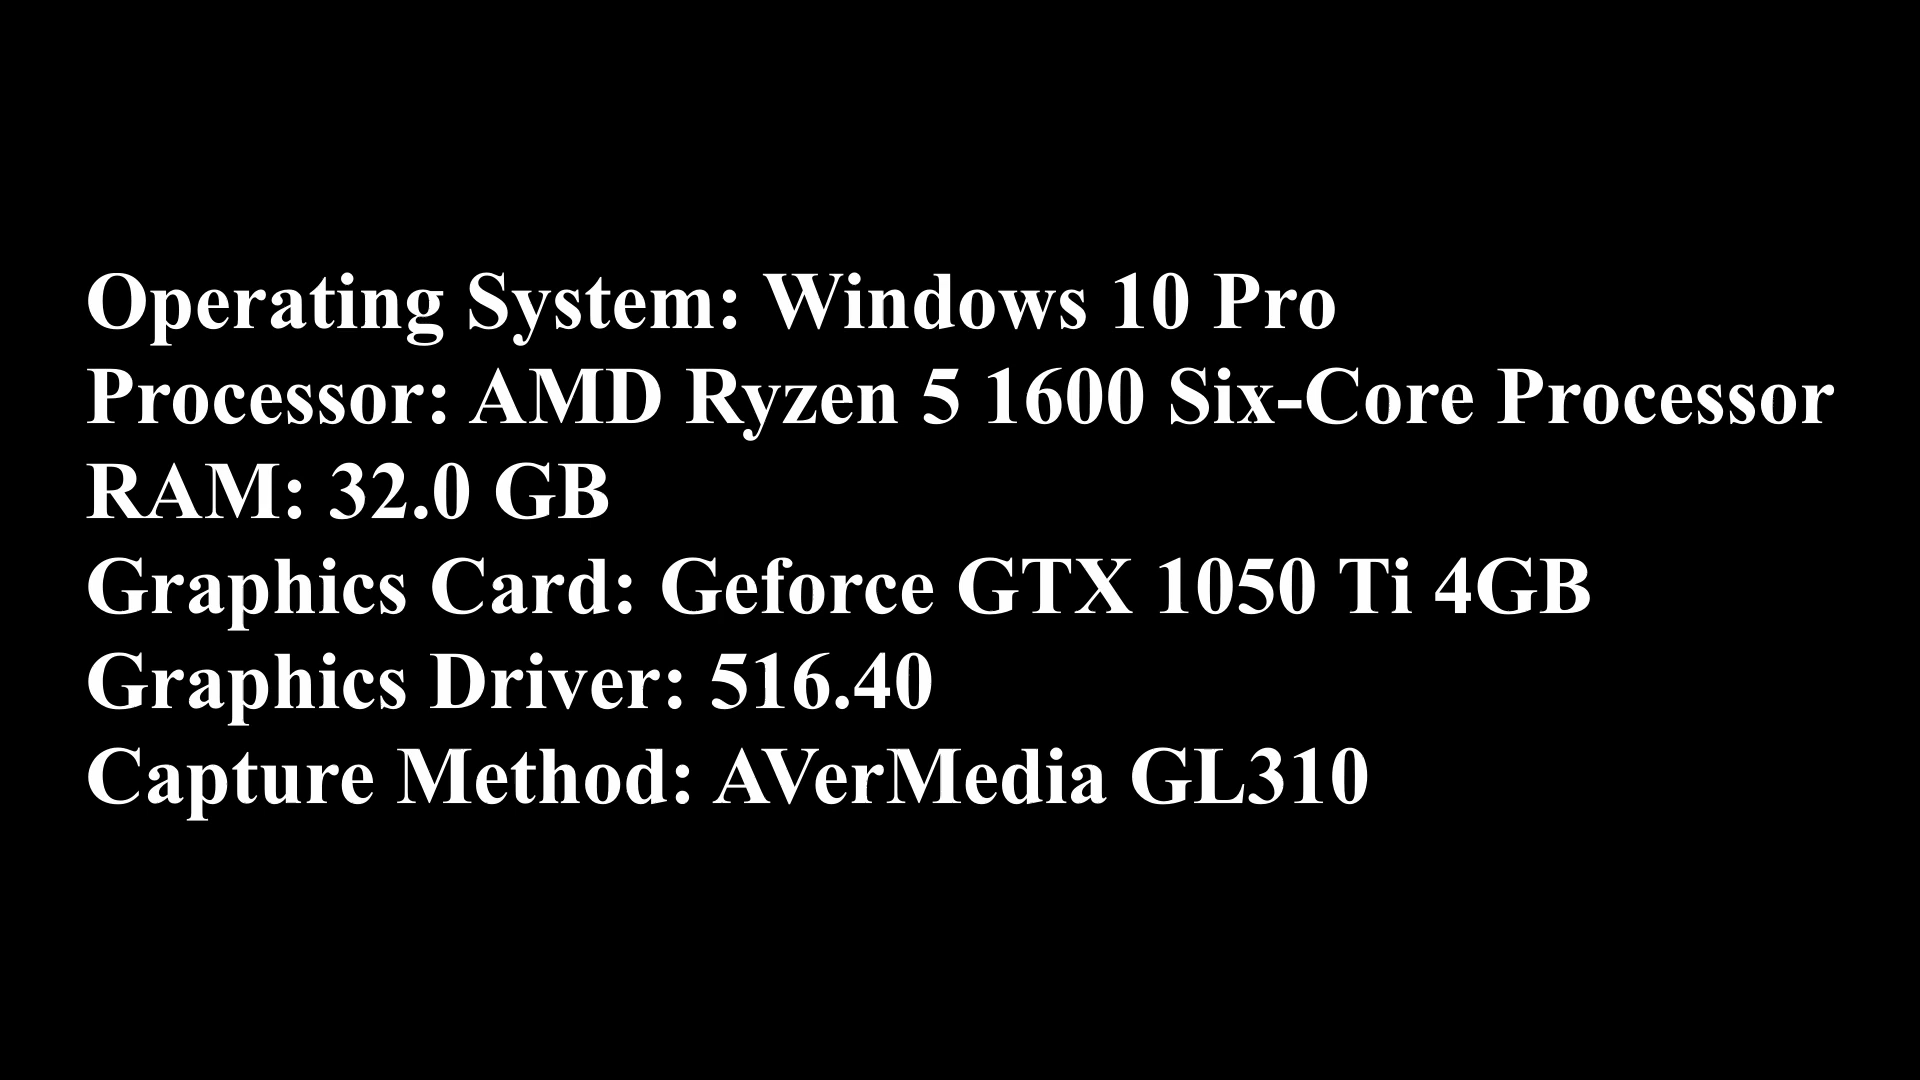 Operating System: Windows 10 Pro
Processor: AMD Ryzen 5 1600 Six-Core Processor
RAM: 32.0 GB
Graphics Card: Geforce GTX 1050 Ti 4GB
Graphics Driver: 516.40
Capture Method: AVerMedia GL310